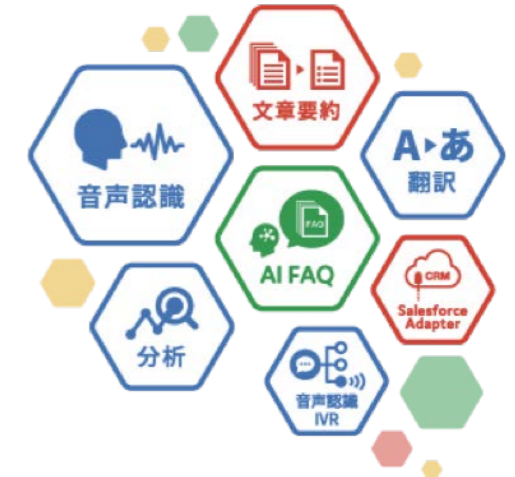 文章要約
音声認識
A▸あ
翻訳
FAQ
AI FAQ
CRM
Salesforce
Adapter
分析
音声認識
IVR